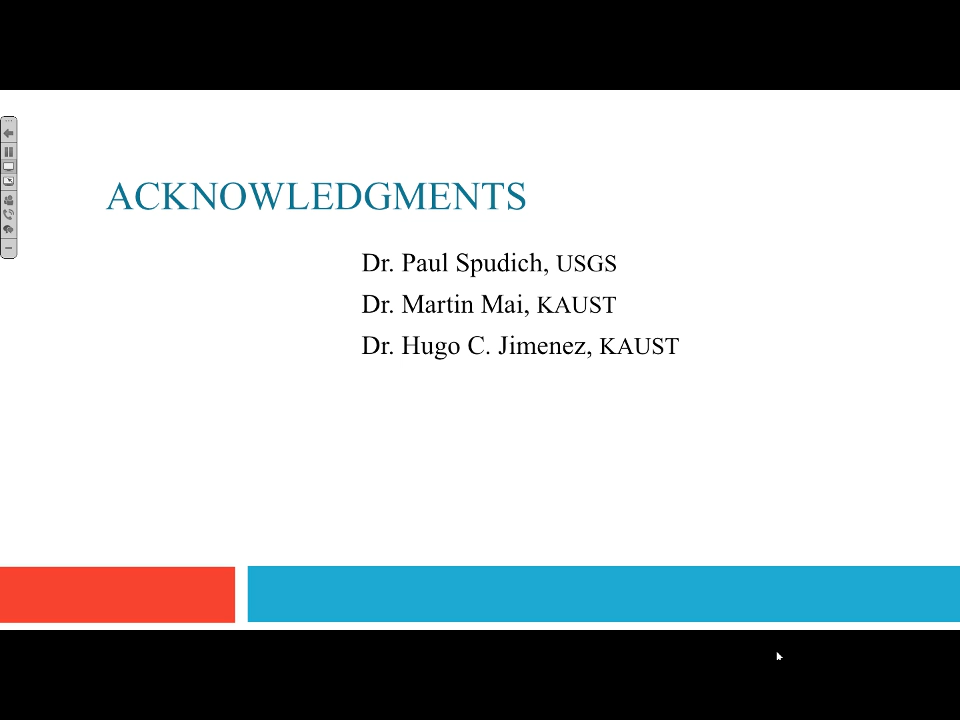 ACKNOWLEDGMENTS
Dr. Paul Spudich, USGS
Dr. Martin Mai, KAUST
Dr. Hugo C. Jimenez, KAUST